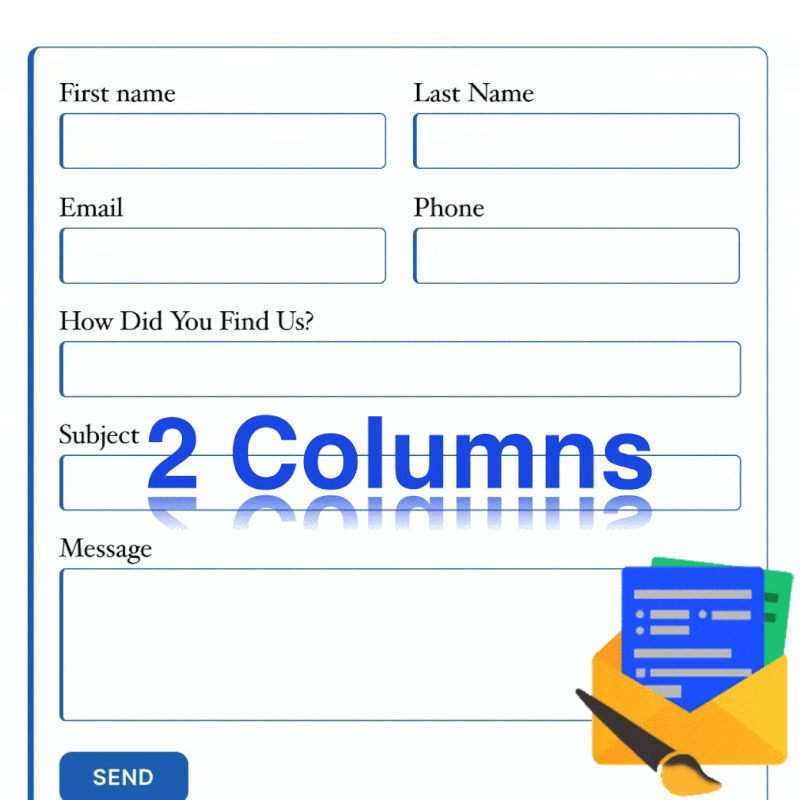 First name
Last Name
Email
Phone
How Did You Find Us?
Subject
2 Columns
Message
SEND